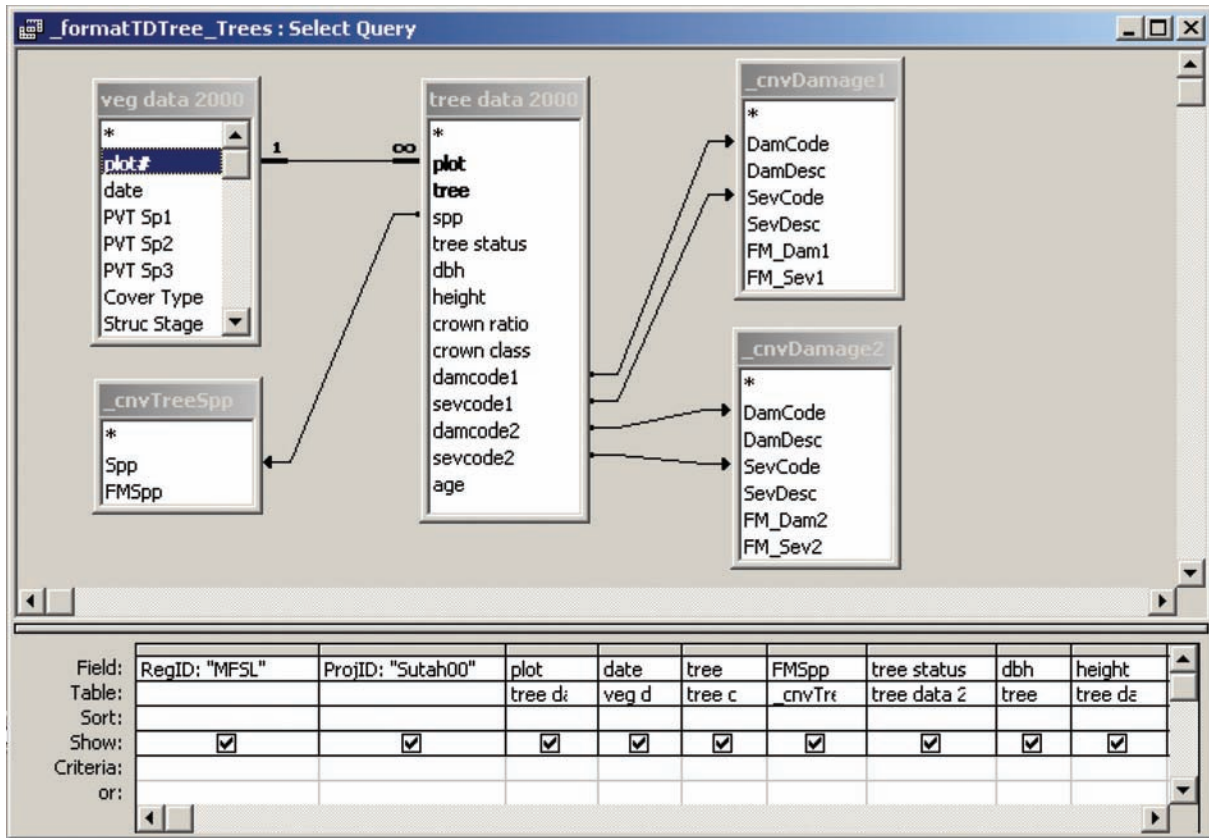 _formatTDTree_Trees : Select Query
veg data 2000
*
plot#
date
PVT Sp1
PVT Sp2
PVT Sp3
Cover Type
Struc Stage
1
∞
_cnvTreeSpp
*
Spp
FMSpp
tree data 2000
*
plot
tree
spp
tree status
dbh
height
crown ratio
crown class
damcode1
sevcode1
damcode2
sevcode2
age
_cnvDamage1
*
DamCode
DamDesc
SevCode
SevDesc
FM_Dam1
FM_Sev1
_cnvDamage2
*
DamCode
DamDesc
SevCode
SevDesc
FM_Dam2
FM_Sev2
Field: RegID: "MFSL" ProjID: "Sutah00" plot date tree FMSpp tree status dbh height
Table: tree da veg d tree c _cnvTre tree data 2 tree tree da
Sort:
Show:
Criteria:
or: